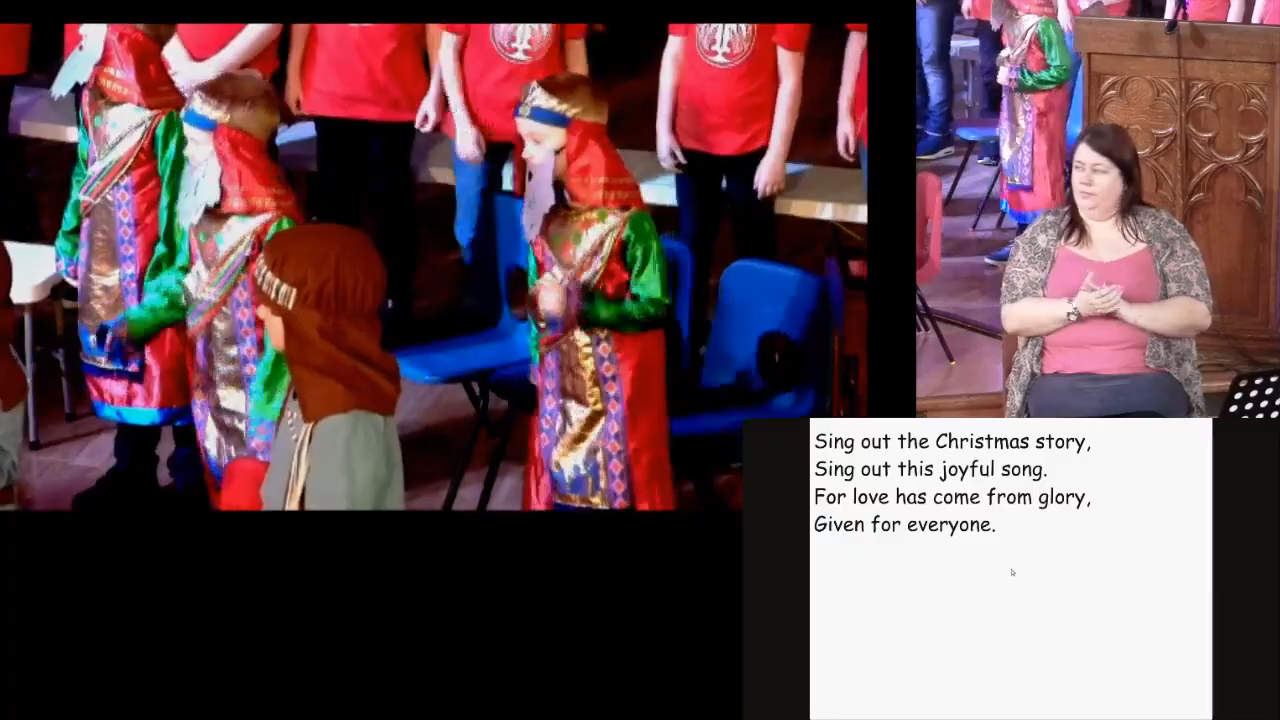 Sing out the Christmas story,
Sing out this joyful song.
For love has come from glory,
Given for everyone.